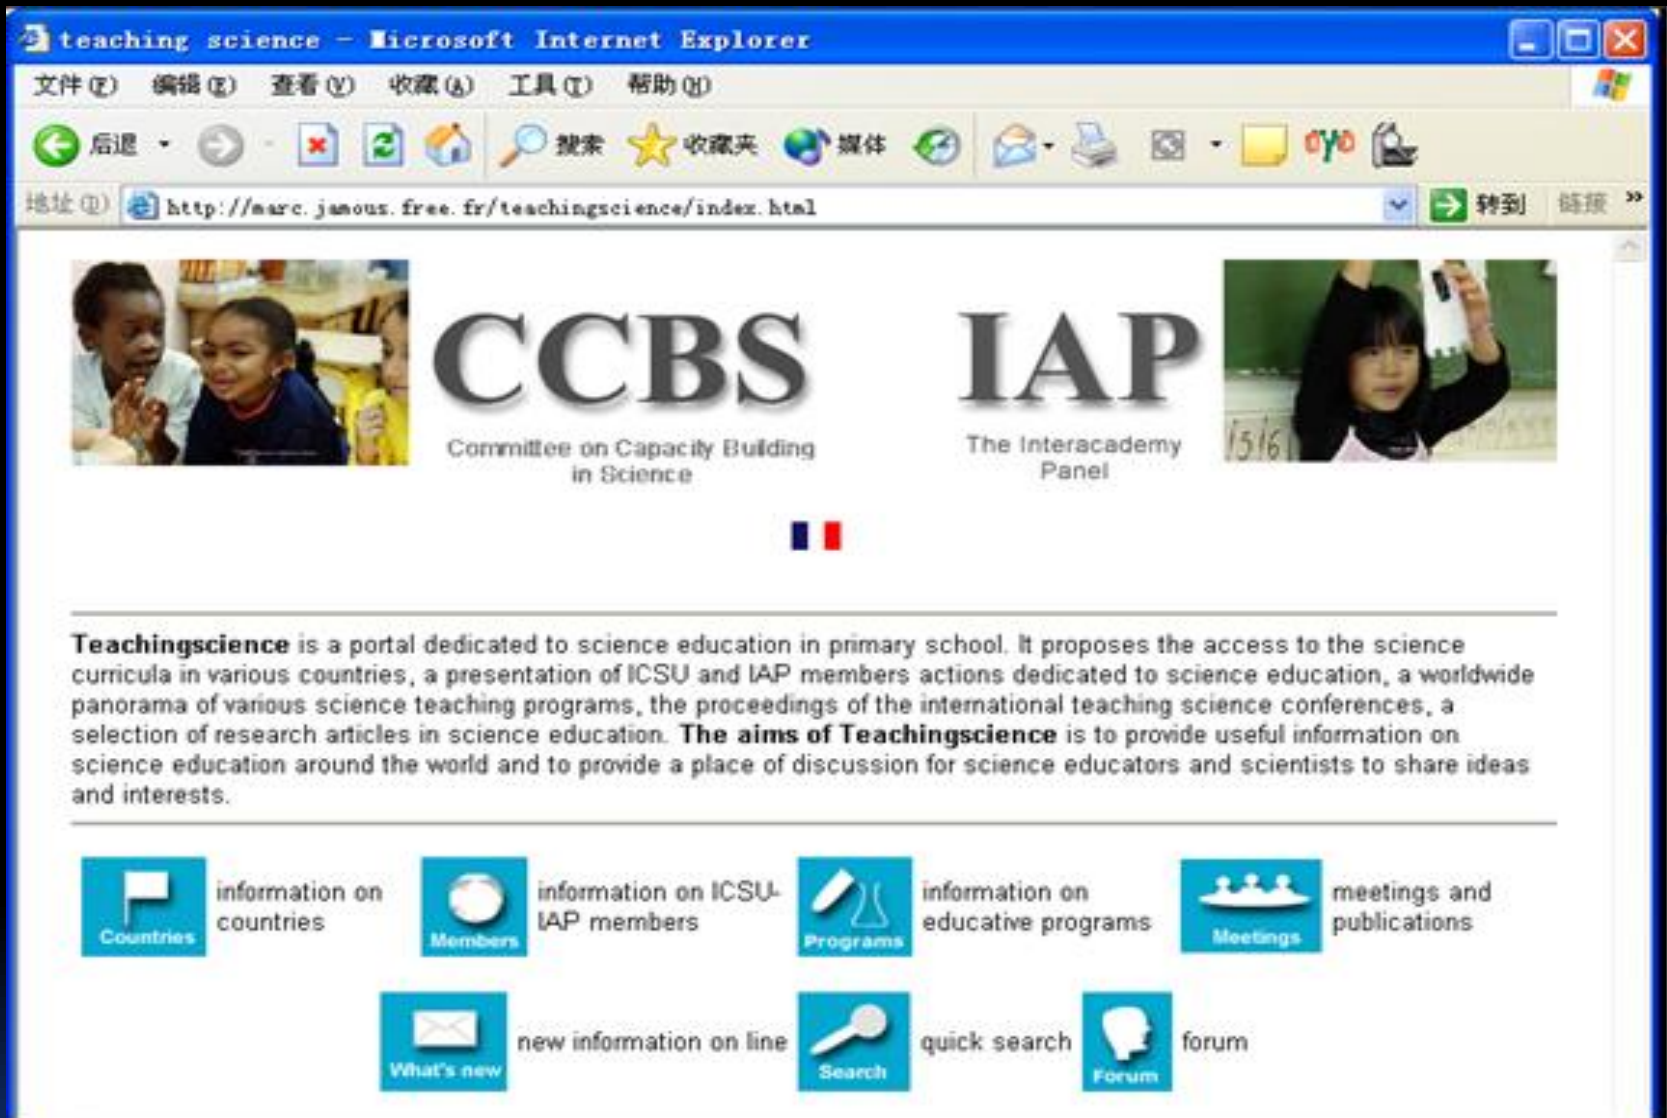 teaching science - Microsoft Internet Explorer
文件(F) 编辑(E) 查看(V) 收藏(A) 工具(T) 帮助(H)
后退 搜索 收藏夹 媒体
地址(D) http://marc.jamous.free.fr/teachingscience/index.html 转到 链接 »
CCBS
Committee on Capacity Building
in Science
IAP
The Interacademy
Panel
Teachingscience is a portal dedicated to science education in primary school. It proposes the access to the science
curricula in various countries, a presentation of ICSU and IAP members actions dedicated to science education, a worldwide
panorama of various science teaching programs, the proceedings of the international teaching science conferences, a
selection of research articles in science education. The aims of Teachingscience is to provide useful information on
science education around the world and to provide a place of discussion for science educators and scientists to share ideas
and interests.
Countries
information on
countries
Members
information on ICSU-
IAP members
Programs
information on
educative programs
Meetings
meetings and
publications
What's new
new information on line
Search
quick search
Forum
forum